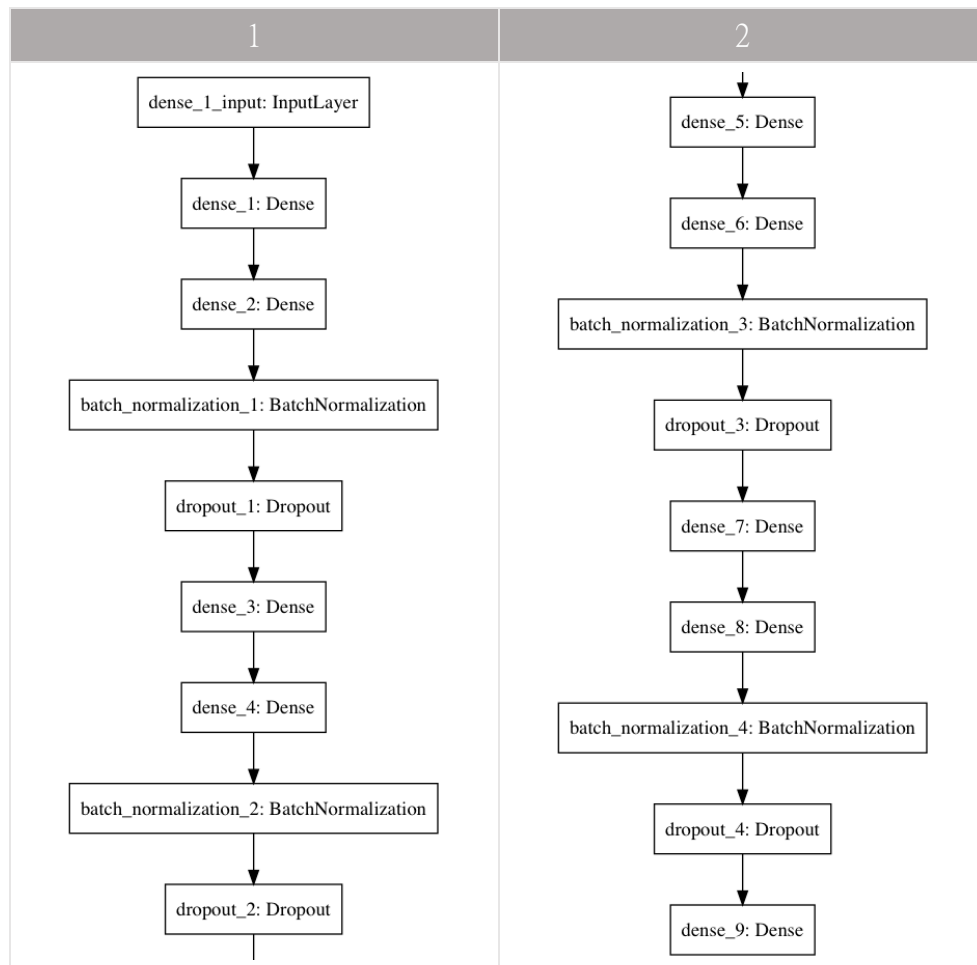 1
dense_1_input: InputLayer
dense_1: Dense
dense_2: Dense
batch_normalization_1: BatchNormalization
dropout_1: Dropout
dense_3: Dense
dense_4: Dense
batch_normalization_2: BatchNormalization
dropout_2: Dropout
2
dense_5: Dense
dense_6: Dense
batch_normalization_3: BatchNormalization
dropout_3: Dropout
dense_7: Dense
dense_8: Dense
batch_normalization_4: BatchNormalization
dropout_4: Dropout
dense_9: Dense